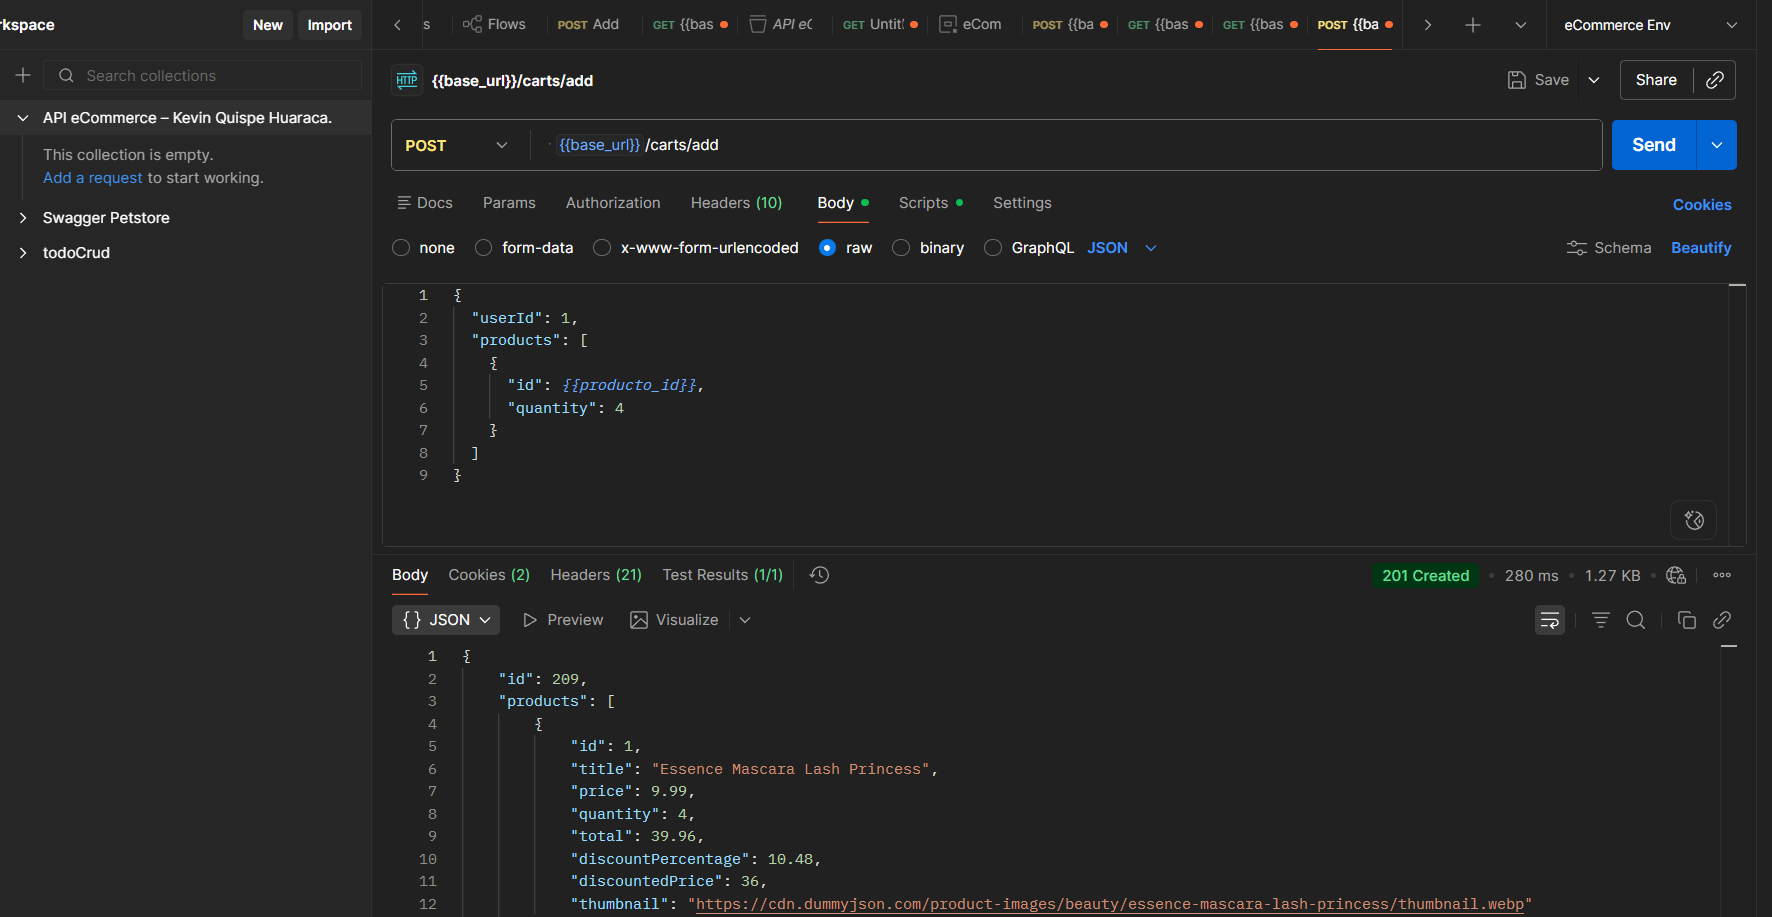 rkspace
New
Import
s
Flows
POST Add
GET {{bas
API eC
GET Untitl
eCom
POST {{ba
GET {{bas
GET {{bas
POST {{ba
eCommerce Env
Search collections
API eCommerce – Kevin Quispe Huaraca.
This collection is empty.
Add a request to start working.
Swagger Petstore
todoCrud
HTTP {{base_url}}/carts/add
Save
Share
POST
{{base_url}} /carts/add
Send
Docs
Params
Authorization
Headers (10)
Body
Scripts
Settings
Cookies
none
form-data
x-www-form-urlencoded
raw
binary
GraphQL
JSON
Schema
Beautify
1 {
2 "userId": 1,
3 "products": [
4 {
5 "id": {{producto_id}},
6 "quantity": 4
7 }
8 ]
9 }
Body
Cookies (2)
Headers (21)
Test Results (1/1)
201 Created
280 ms
1.27 KB
{} JSON
Preview
Visualize
1 {
2 "id": 209,
3 "products": [
4 {
5 "id": 1,
6 "title": "Essence Mascara Lash Princess",
7 "price": 9.99,
8 "quantity": 4,
9 "total": 39.96,
10 "discountPercentage": 10.48,
11 "discountedPrice": 36,
12 "thumbnail": "https://cdn.dummyjson.com/product-images/beauty/essence-mascara-lash-princess/thumbnail.webp"